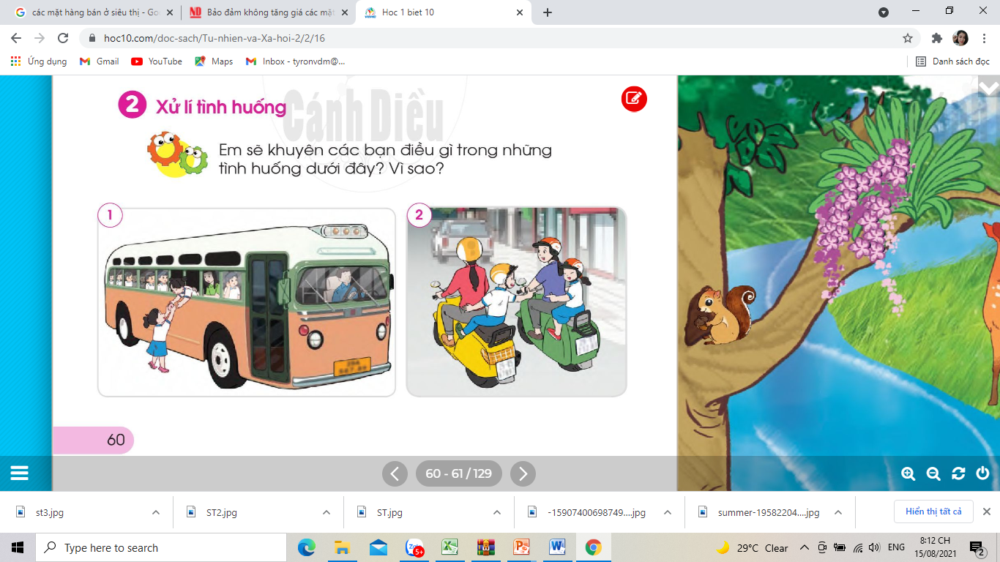 các mặt hàng bán ở siêu thị - Go
Bảo đảm không tăng giá các mặt
Hoc 1 biet 10
hoc10.com/doc-sach/Tu-nhien-va-Xa-hoi-2/2/16
Ứng dụng
Gmail
YouTube
Maps
Inbox - tyronvdm@...
Danh sách đọc
Cánh Diều
2 Xử lí tình huống
Em sẽ khuyên các bạn điều gì trong những
tình huống dưới đây? Vì sao?
1
2
60
60 - 61 / 129
st3.jpg
ST2.jpg
ST.jpg
-15907400698749....jpg
summer-19582204....jpg
Hiển thị tất cả
Type here to search
5+
29°C Clear
ENG
8:12 CH
15/08/2021
2